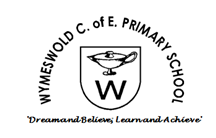 WYMESWOLD C. of E. PRIMARY SCHOOL
W
'Dream and Believe, Learn and Achieve'